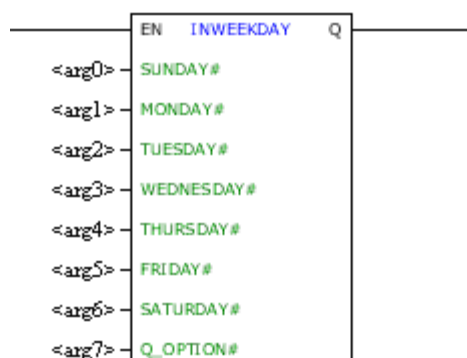 EN INWEEKDAY Q
<arg0> SUNDAY#
<arg1> MONDAY#
<arg2> TUESDAY#
<arg3> WEDNESDAY#
<arg4> THURSDAY#
<arg5> FRIDAY#
<arg6> SATURDAY#
<arg7> Q_OPTION#